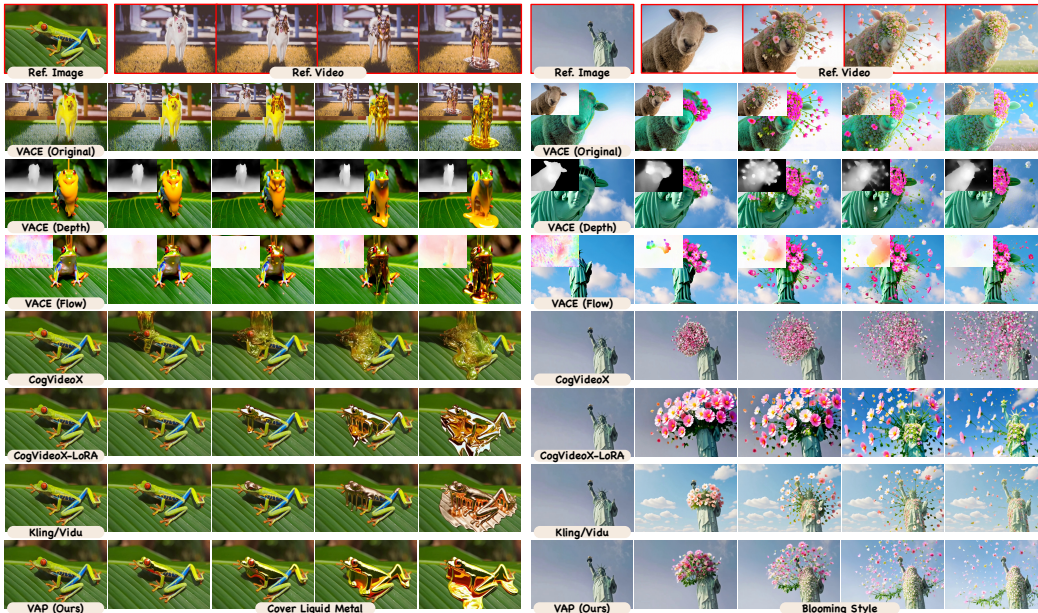 Ref. Image
Ref. Video
Ref. Image
Ref. Video
VACE (Original)
VACE (Original)
VACE (Depth)
VACE (Depth)
VACE (Flow)
VACE (Flow)
CogVideoX
CogVideoX
CogVideoX-LoRA
CogVideoX-LoRA
Kling/Vidu
Kling/Vidu
VAP (Ours)
Cover Liquid Metal
VAP (Ours)
Blooming Style